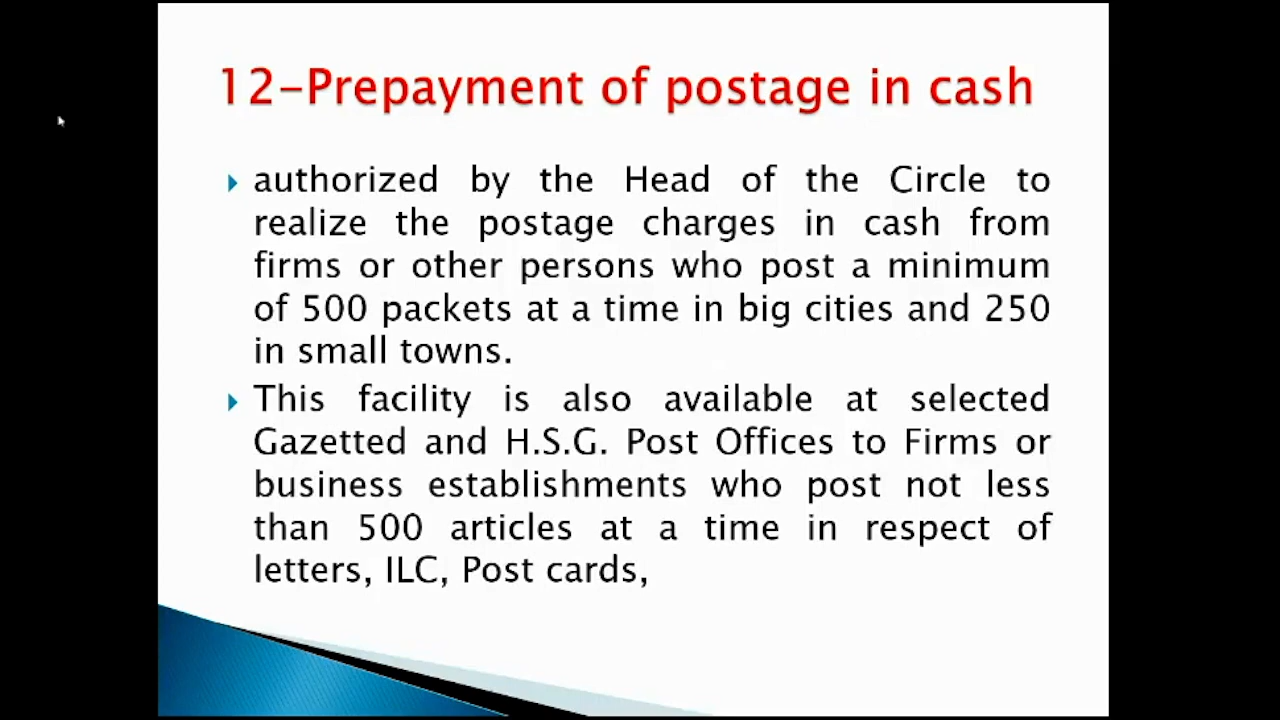 12-Prepayment of postage in cash
authorized by the Head of the Circle to
realize the postage charges in cash from
firms or other persons who post a minimum
of 500 packets at a time in big cities and 250
in small towns.
This facility is also available at selected
Gazetted and H.S.G. Post Offices to Firms or
business establishments who post not less
than 500 articles at a time in respect of
letters, ILC, Post cards,